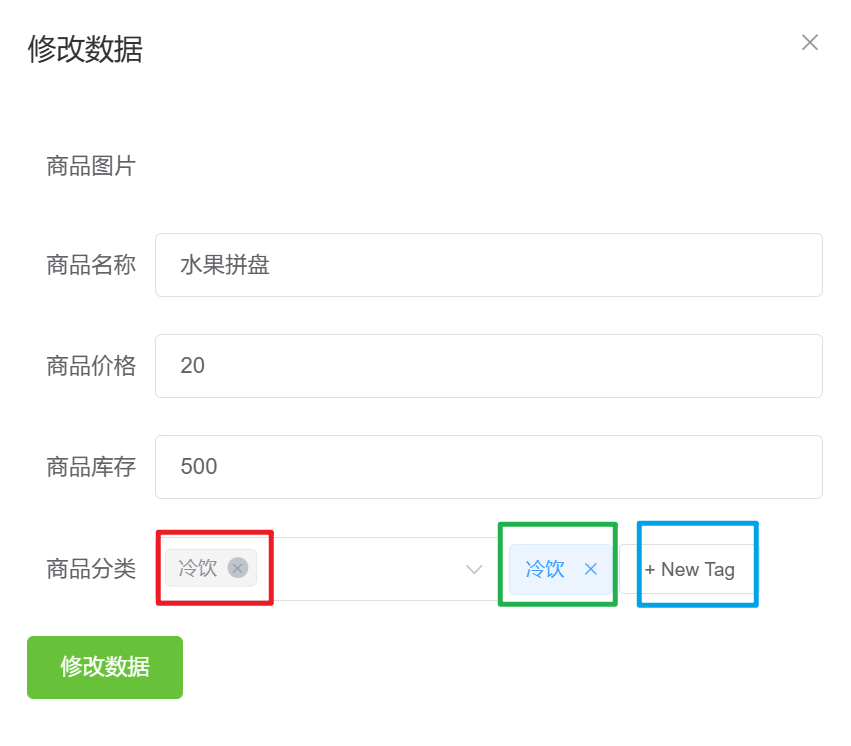 修改数据
商品图片
商品名称 水果拼盘
商品价格 20
商品库存 500
商品分类 冷饮 冷饮 + New Tag
修改数据